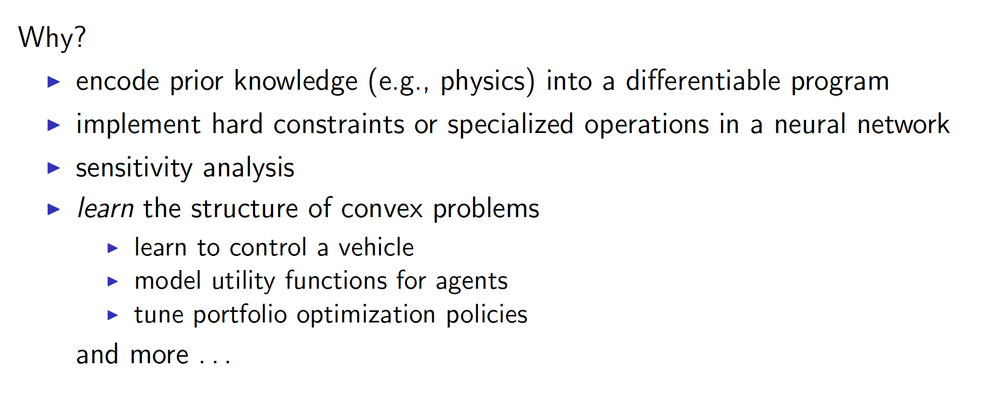 Why?
encode prior knowledge (e.g., physics) into a differentiable program
implement hard constraints or specialized operations in a neural network
sensitivity analysis
learn the structure of convex problems
learn to control a vehicle
model utility functions for agents
tune portfolio optimization policies
and more . . .